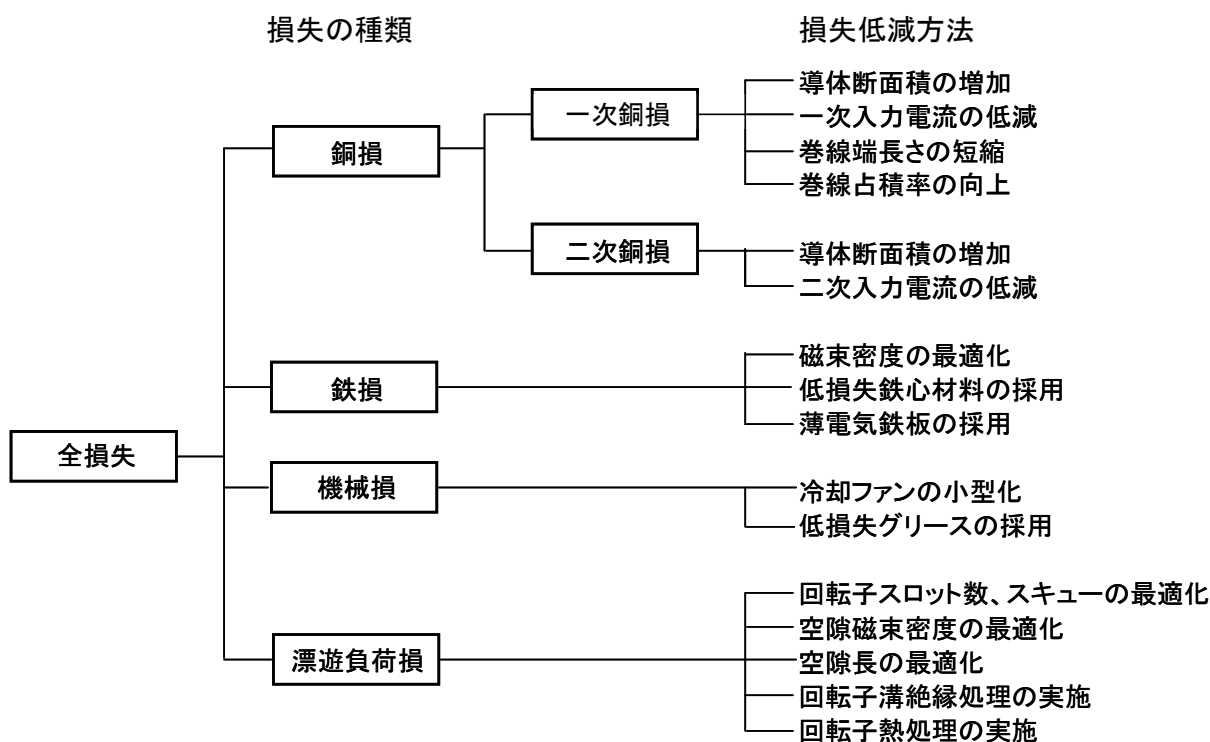 損失の種類
損失低減方法
全損失
銅損
一次銅損
導体断面積の増加
一次入力電流の低減
巻線端長さの短縮
巻線占積率の向上
二次銅損
導体断面積の増加
二次入力電流の低減
鉄損
磁束密度の最適化
低損失鉄心材料の採用
薄電気鉄板の採用
機械損
冷却ファンの小型化
低損失グリースの採用
漂遊負荷損
回転子スロット数、スキューの最適化
空隙磁束密度の最適化
空隙長の最適化
回転子溝絶縁処理の実施
回転子熱処理の実施